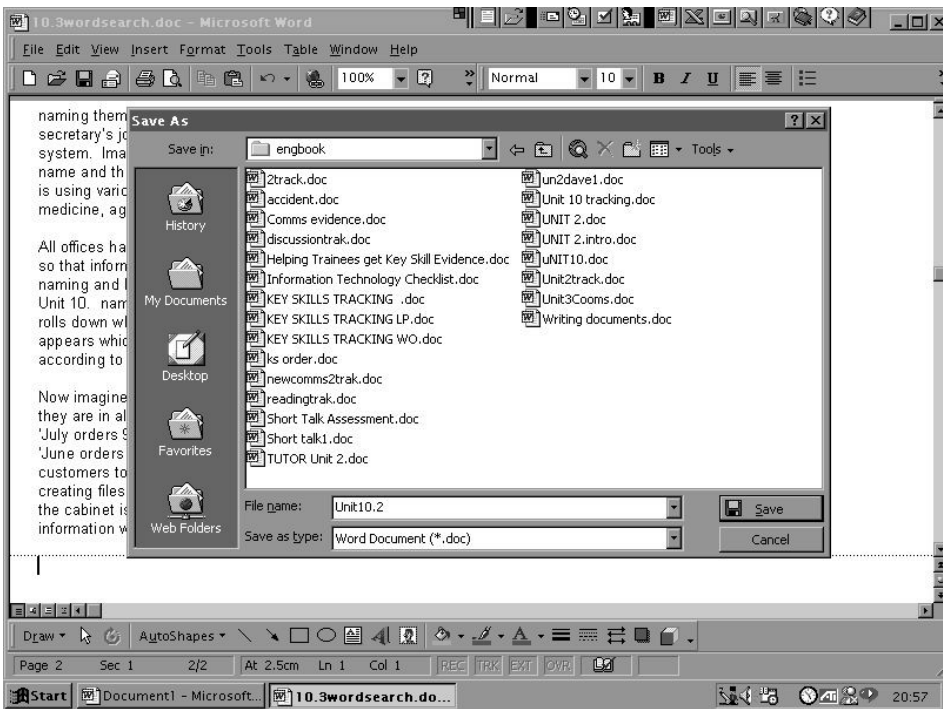 10.3wordsearch.doc - Microsoft Word
File Edit View Insert Format Tools Table Window Help
100% Normal 10 B I U
naming them
secretary's jo
system. Ima
name and th
is using vario
medicine, ag
All offices ha
so that inform
naming and l
Unit 10. nam
rolls down wh
appears whic
according to
Now imagine
they are in al
'July orders 9
'June orders
customers to
creating files
the cabinet is
information w
Save As
Save in: engbook Tools
History
My Documents
Desktop
Favorites
Web Folders
2track.doc
accident.doc
Comms evidence.doc
discussiontrak.doc
Helping Trainees get Key Skill Evidence.doc
Information Technology Checklist.doc
KEY SKILLS TRACKING .doc
KEY SKILLS TRACKING LP.doc
KEY SKILLS TRACKING WO.doc
ks order.doc
newcomms2trak.doc
readingtrak.doc
Short Talk Assessment.doc
Short talk1.doc
TUTOR Unit 2.doc
un2dave1.doc
Unit 10 tracking.doc
UNIT 2.doc
UNIT 2.intro.doc
uNIT10.doc
Unit2track.doc
Unit3Cooms.doc
Writing documents.doc
File name: Unit10.2 Save
Save as type: Word Document (*.doc) Cancel
Draw AutoShapes
Page 2 Sec 1 2/2 At 2.5cm Ln 1 Col 1 REC TRK EXT OVR
Start Document1 - Microsoft... 10.3wordsearch.do... 20:57